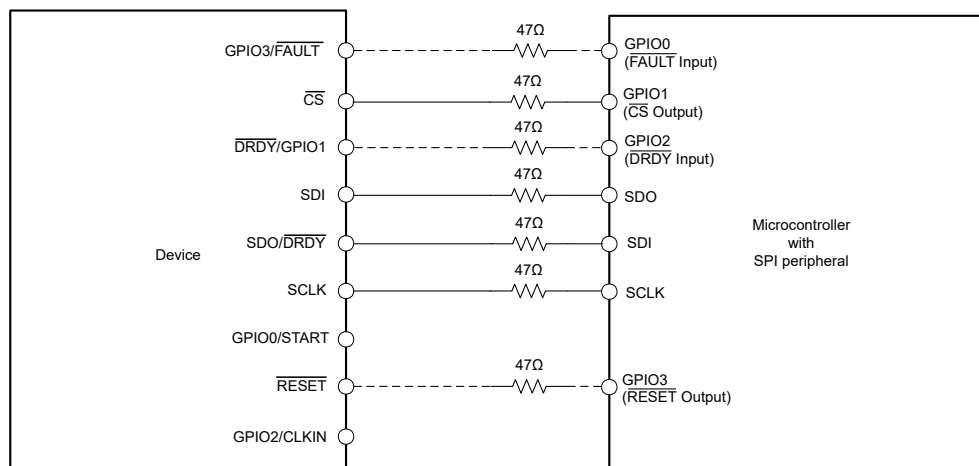 47Ω
GPIO3/FAULT
GPIO0
(FAULT Input)
47Ω
CS
GPIO1
(CS Output)
47Ω
DRDY/GPIO1
GPIO2
(DRDY Input)
47Ω
SDI
SDO
47Ω
SDO/DRDY
SDI
47Ω
SCLK
SCLK
Device
Microcontroller
with
SPI peripheral
GPIO0/START
47Ω
RESET
GPIO3
(RESET Output)
GPIO2/CLKIN